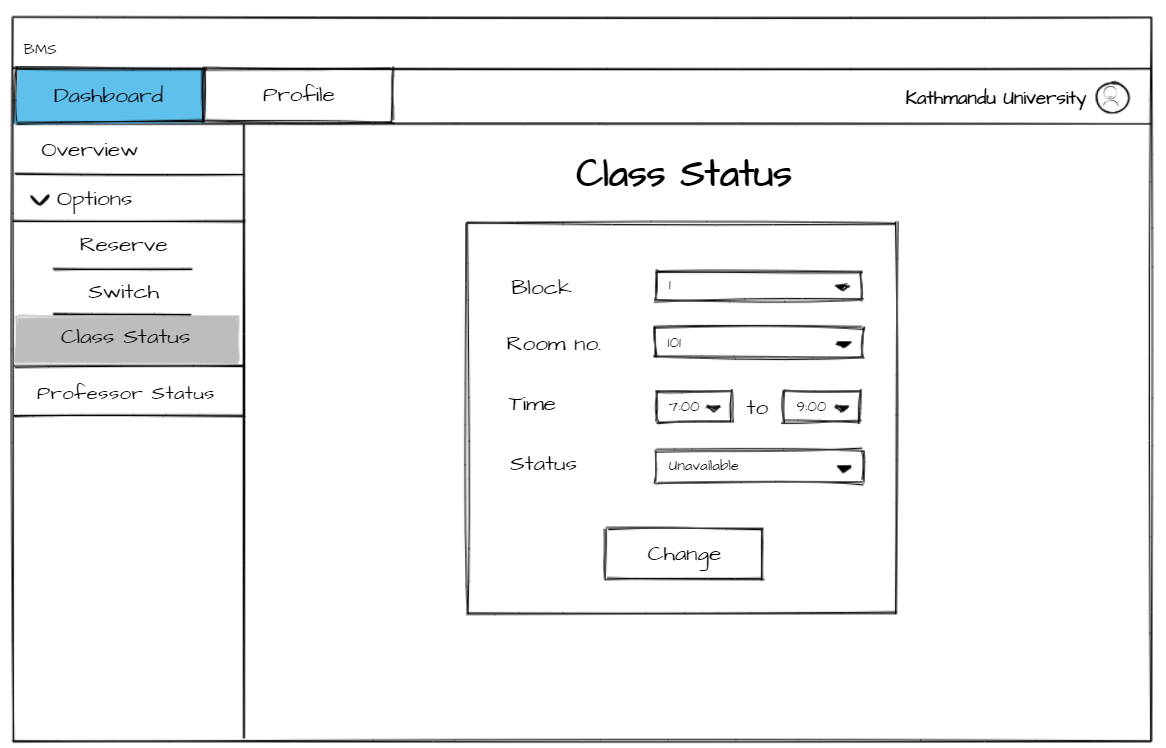 BMS
Dashboard Profile Kathmandu University
Overview
Options
Reserve
Switch
Class Status
Professor Status
Class Status
Block 1
Room no. 101
Time 7:00 to 9:00
Status Unavailable
Change